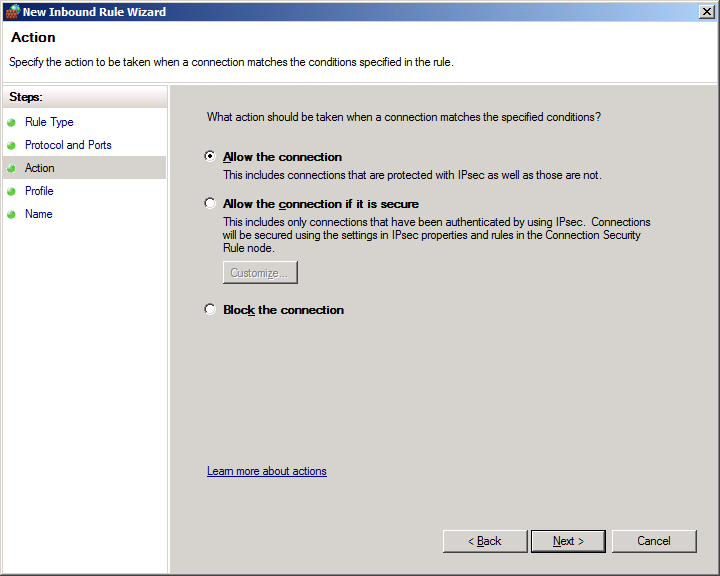 New Inbound Rule Wizard
Action
Specify the action to be taken when a connection matches the conditions specified in the rule.
Steps:
Rule Type
Protocol and Ports
Action
Profile
Name
What action should be taken when a connection matches the specified conditions?
Allow the connection
This includes connections that are protected with IPsec as well as those are not.
Allow the connection if it is secure
This includes only connections that have been authenticated by using IPsec. Connections
will be secured using the settings in IPsec properties and rules in the Connection Security
Rule node.
Customize...
Block the connection
Learn more about actions
< Back
Next >
Cancel